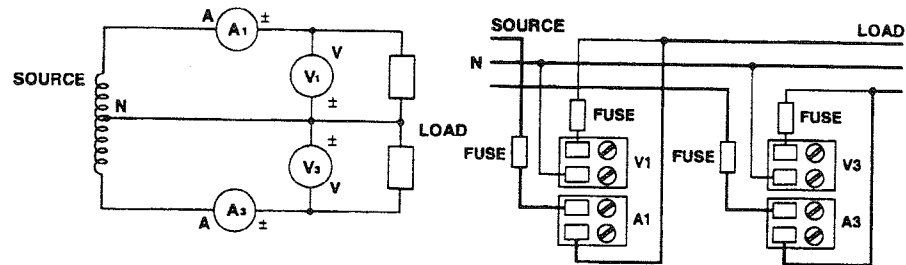 A A1 ±
V
V1
±
SOURCE
N
±
LOAD
V3
V
A A3 ±
SOURCE
LOAD
N
FUSE
FUSE
FUSE
V1
FUSE
V3
A1
A3